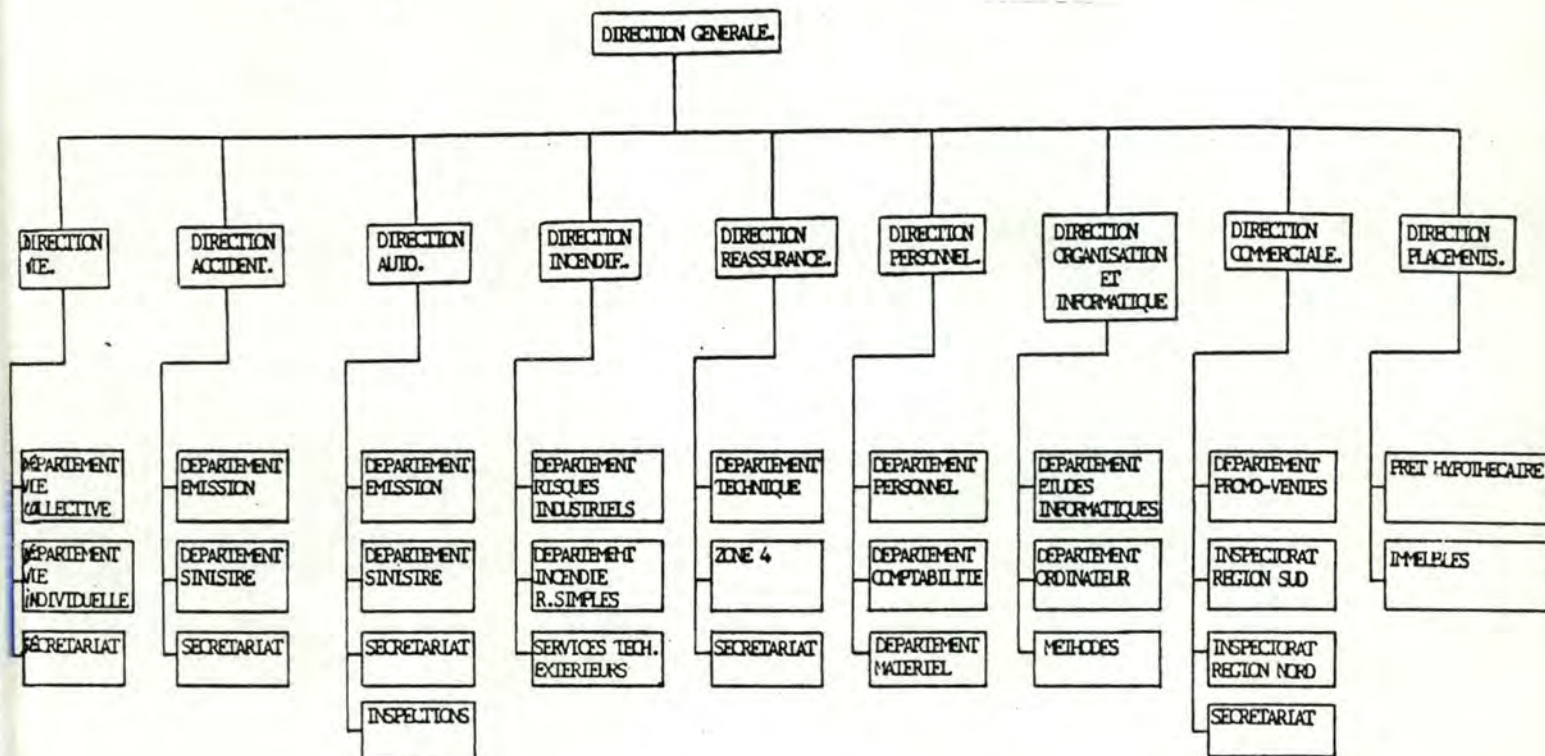 DIRECTION GENERALE.
DIRECTION
VIE.
DIRECTION
ACCIDENT.
DIRECTION
AUTO.
DIRECTION
INCENDIE.
DIRECTION
REASSURANCE.
DIRECTION
PERSONNEL.
DIRECTION
ORGANISATION
ET
INFORMATIQUE
DIRECTION
COMMERCIALE.
DIRECTION
PLACEMENTS.
DÉPARTEMENT
VIE
COLLECTIVE
DÉPARTEMENT
VIE
INDIVIDUELLE
SÉCRETARIAT
DEPARTEMENT
EMISSION
DEPARTEMENT
SINISTRE
SECRETARIAT
DEPARTEMENT
EMISSION
DEPARTEMENT
SINISTRE
SECRETARIAT
INSPECTIONS
DEPARTEMENT
RISQUES
INDUSTRIELS
DEPARTEMENT
INCENDIE
R.SIMPLES
SERVICES TECH.
EXTERIEURS
DEPARTEMENT
TECHNIQUE
ZONE 4
SECRETARIAT
DEPARTEMENT
PERSONNEL
DEPARTEMENT
COMPTABILITE
DEPARTEMENT
MATERIEL
DEPARTEMENT
ETUDES
INFORMATIQUES
DEPARTEMENT
ORDINATEUR
METHODES
DEPARTEMENT
PROMO-VENTES
INSPECTORAT
REGION SUD
INSPECTORAT
REGION NORD
SECRETARIAT
PRET HYPOTHECAIRE
IMMEUBLES